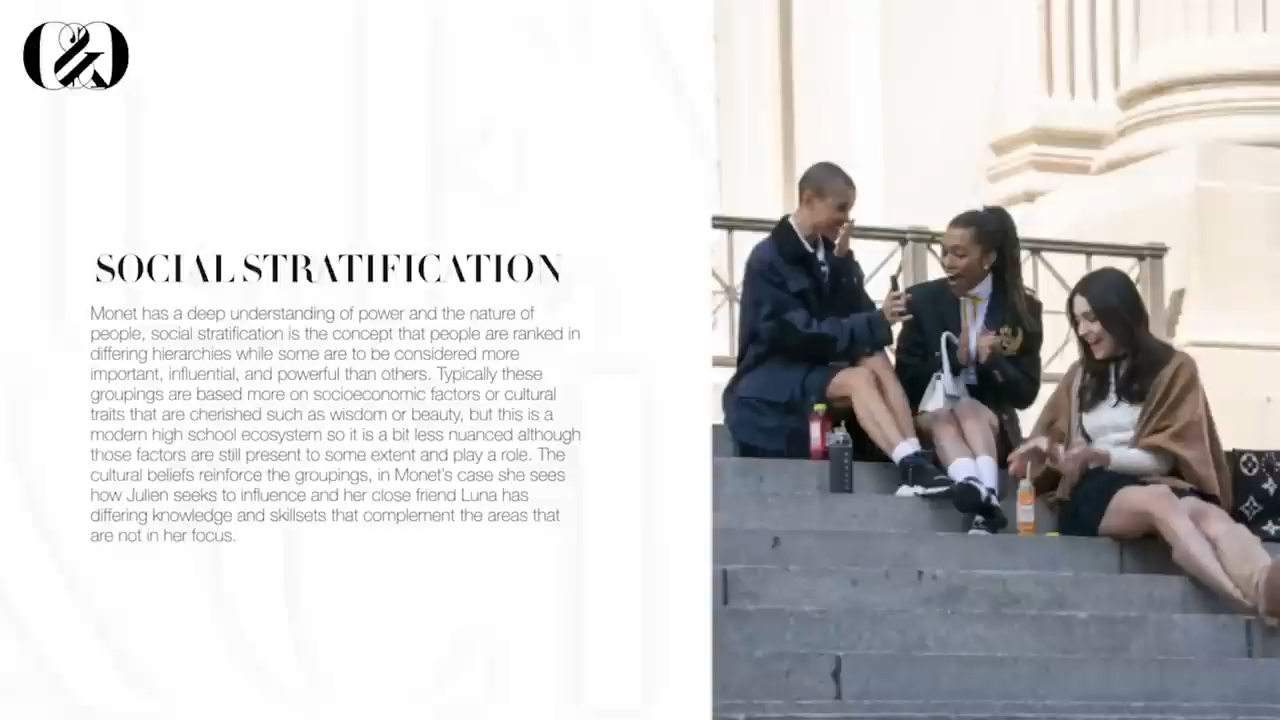 O&O
SOCIAL STRATIFICATION
Monet has a deep understanding of power and the nature of
people, social stratification is the concept that people are ranked in
differing hierarchies while some are to be considered more
important, influential, and powerful than others. Typically these
groupings are based more on socioeconomic factors or cultural
traits that are cherished such as wisdom or beauty, but this is a
modern high school ecosystem so it is a bit less nuanced although
those factors are still present to some extent and play a role. The
cultural beliefs reinforce the groupings, in Monet's case she sees
how Julien seeks to influence and her close friend Luna has
differing knowledge and skillsets that complement the areas that
are not in her focus.